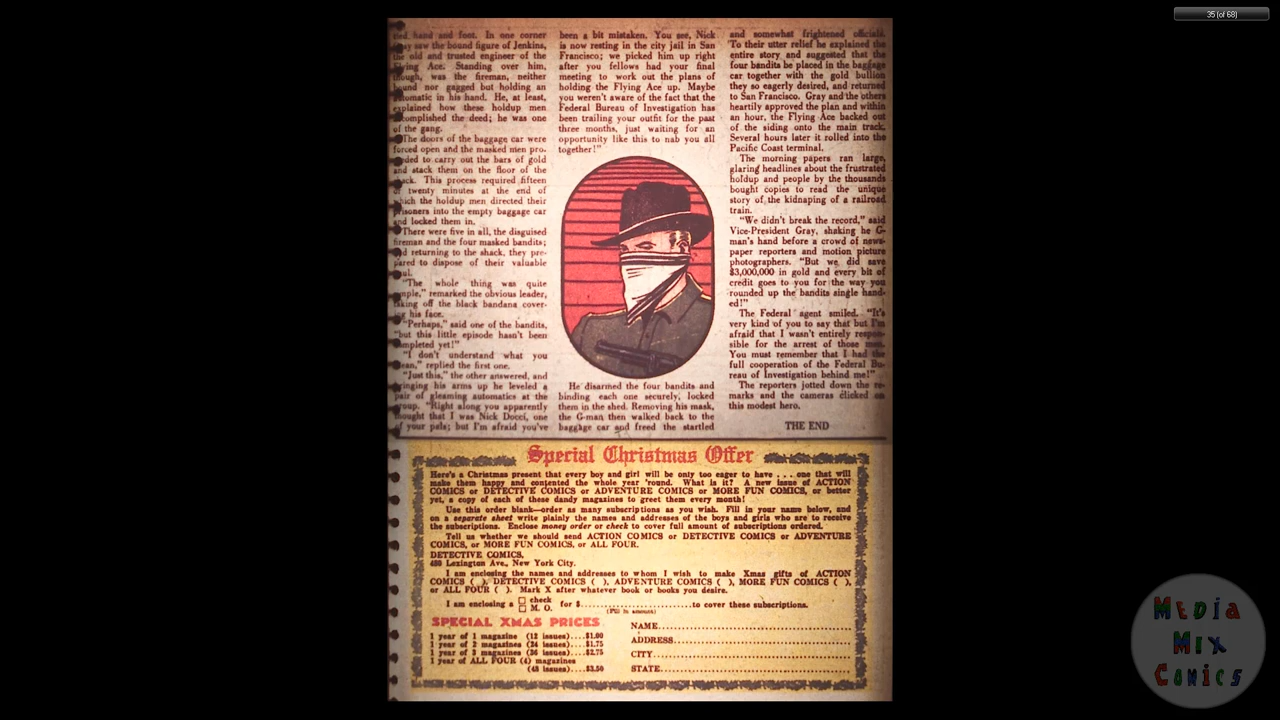 35 (of 68)
hand and foot. In one corner
saw the bound figure of Jenkins,
the old and trusted engineer of the
Flying Ace. Standing over him,
though, was the fireman, neither
bound nor gagged but holding an
automatic in his hand. He, at least,
explained how these holdup men
accomplished the deed; he was one
of the gang.
The doors of the baggage car were
forced open and the masked men pro-
ceeded to carry out the bars of gold
and stack them on the floor of the
shack. This process required fifteen
or twenty minutes at the end of
which the holdup men directed their
prisoners into the empty baggage car
and locked them in.
There were five in all, the disguised
fireman and the four masked bandits;
and returning to the shack, they pre-
pared to dispose of their valuable
"The whole thing was quite
simple," remarked the obvious leader,
taking off the black bandana cover-
ing his face.
"Perhaps," said one of the bandits,
"but this little episode hasn't been
completed yet!"
"I don't understand what you
mean," replied the first one.
"Just this," the other answered, and
bringing his arms up he leveled a
pair of gleaming automatics at the
group. "Right along you apparently
thought that I was Nick Docci, one
of your pals; but I'm afraid you've
been a bit mistaken. You see, Nick
is now resting in the city jail in San
Francisco; we picked him up right
after you fellows had your final
meeting to work out the plans of
holding the Flying Ace up. Maybe
you weren't aware of the fact that the
Federal Bureau of Investigation has
been trailing your outfit for the past
three months, just waiting for an
opportunity like this to nab you all
together!"
He disarmed the four bandits and
binding each one securely, locked
them in the shed. Removing his mask,
the G-man then walked back to the
baggage car and freed the startled
and somewhat frightened officials.
To their utter relief he explained the
entire story and suggested that the
four bandits be placed in the baggage
car together with the gold bullion
they so eagerly desired, and returned
to San Francisco. Gray and the others
heartily approved the plan and within
an hour, the Flying Ace backed out
of the siding onto the main track.
Several hours later it rolled into the
Pacific Coast terminal.
The morning papers ran large,
glaring headlines about the frustrated
holdup and people by the thousands
bought copies to read the unique
story of the kidnaping of a railroad
train.
"We didn't break the record," said
Vice-President Gray, shaking he G-
man's hand before a crowd of news-
paper reporters and motion picture
photographers. "But we did save
$3,000,000 in gold and every bit of
credit goes to you for the way you
rounded up the bandits single hand-
ed!"
The Federal agent smiled. "It's
very kind of you to say that but I'm
afraid that I wasn't entirely respon-
sible for the arrest of those men.
You must remember that I had the
full cooperation of the Federal Bu-
reau of Investigation behind me!"
The reporters jotted down the re-
marks and the cameras clicked on
this modest hero.
THE END
Special Christmas Offer
Here's a Christmas present that every boy and girl will be only too eager to have . . . one that will
make them happy and contented the whole year 'round. What is it? A new issue of ACTION
COMICS or DETECTIVE COMICS or ADVENTURE COMICS or MORE FUN COMICS, or better
yet, a copy of each of these dandy magazines to greet them every month!
Use this order blank—order as many subscriptions as you wish. Fill in your name below, and
on a separate sheet write plainly the names and addresses of the boys and girls who are to receive
the subscriptions. Enclose money order or check to cover full amount of subscriptions ordered.
Tell us whether we should send ACTION COMICS or DETECTIVE COMICS or ADVENTURE
COMICS, or MORE FUN COMICS, or ALL FOUR.
DETECTIVE COMICS,
480 Lexington Ave., New York City.
I am enclosing the names and addresses to whom I wish to make Xmas gifts of ACTION
COMICS ( ), DETECTIVE COMICS ( ), ADVENTURE COMICS ( ), MORE FUN COMICS ( ),
or ALL FOUR ( ). Mark X after whatever book or books you desire.
I am enclosing a □ check □ M. O. for $..............................to cover these subscriptions.
(Fill in amount)
SPECIAL XMAS PRICES
1 year of 1 magazine (12 issues)....$1.00
1 year of 2 magazines (24 issues)....$1.75
1 year of 3 magazines (36 issues)....$2.75
1 year of ALL FOUR (4) magazines
(48 issues)....$3.50
NAME..............................
ADDRESS..............................
CITY..............................
STATE..............................
MEDIA
MIX
COMICS